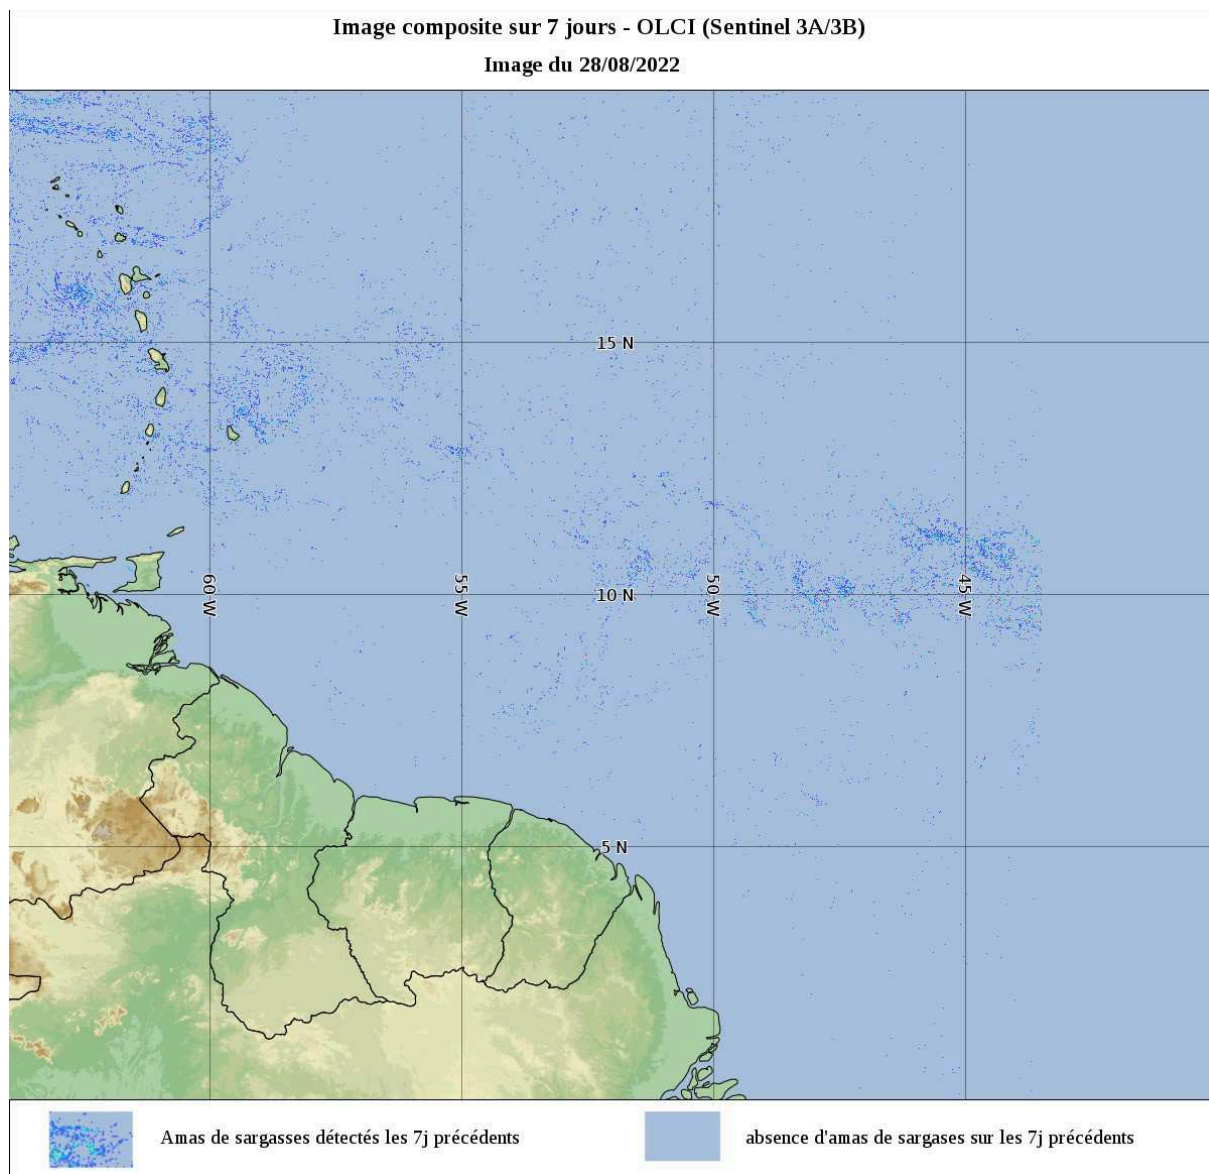 Image composite sur 7 jours - OLCI (Sentinel 3A/3B)
Image du 28/08/2022
15 N
60 W
55 W
10 N
50 W
45 W
5 N
Amas de sargasses détectés les 7j précédents
absence d'amas de sargases sur les 7j précédents